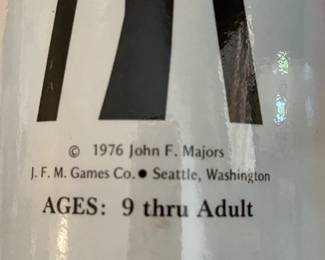 © 1976 John F. Majors
J. F. M. Games Co. ● Seattle, Washington
AGES: 9 thru Adult